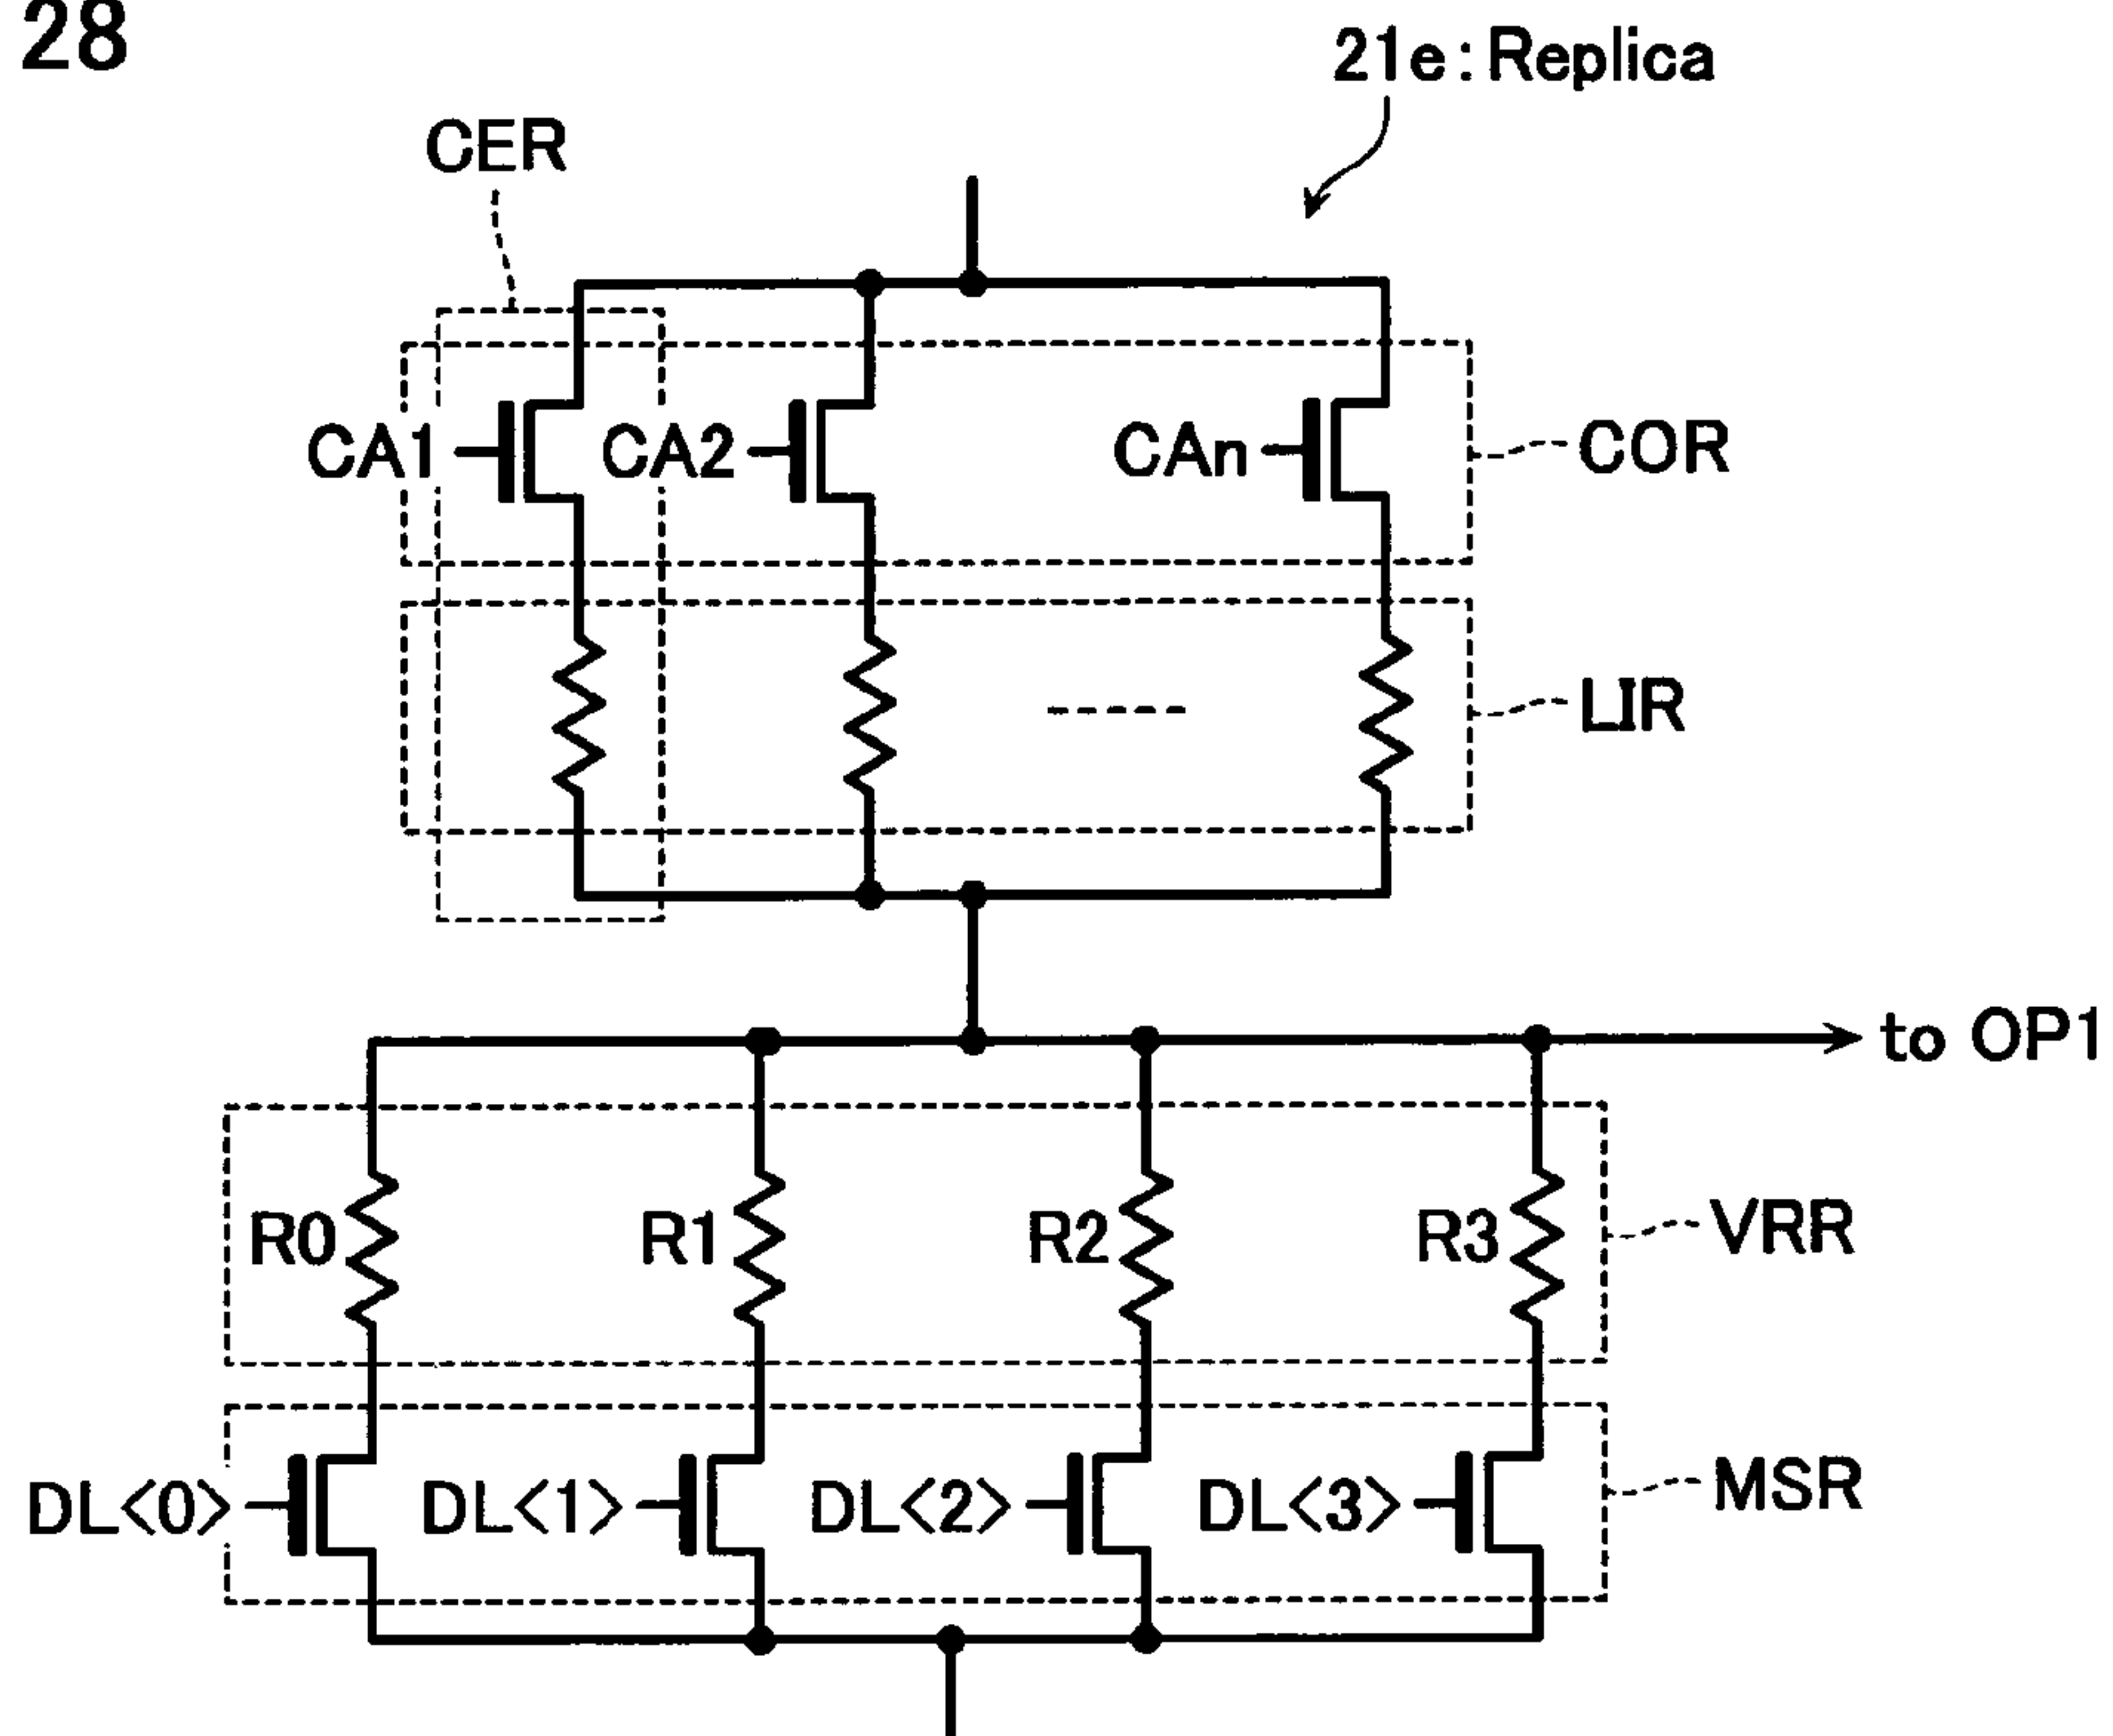 28
21e:Replica
CER
CA1
CA2
CAn
COR
LIR
to OP1
R0
R1
R2
R3
VRR
DL<0>
DL<1>
DL<2>
DL<3>
MSR